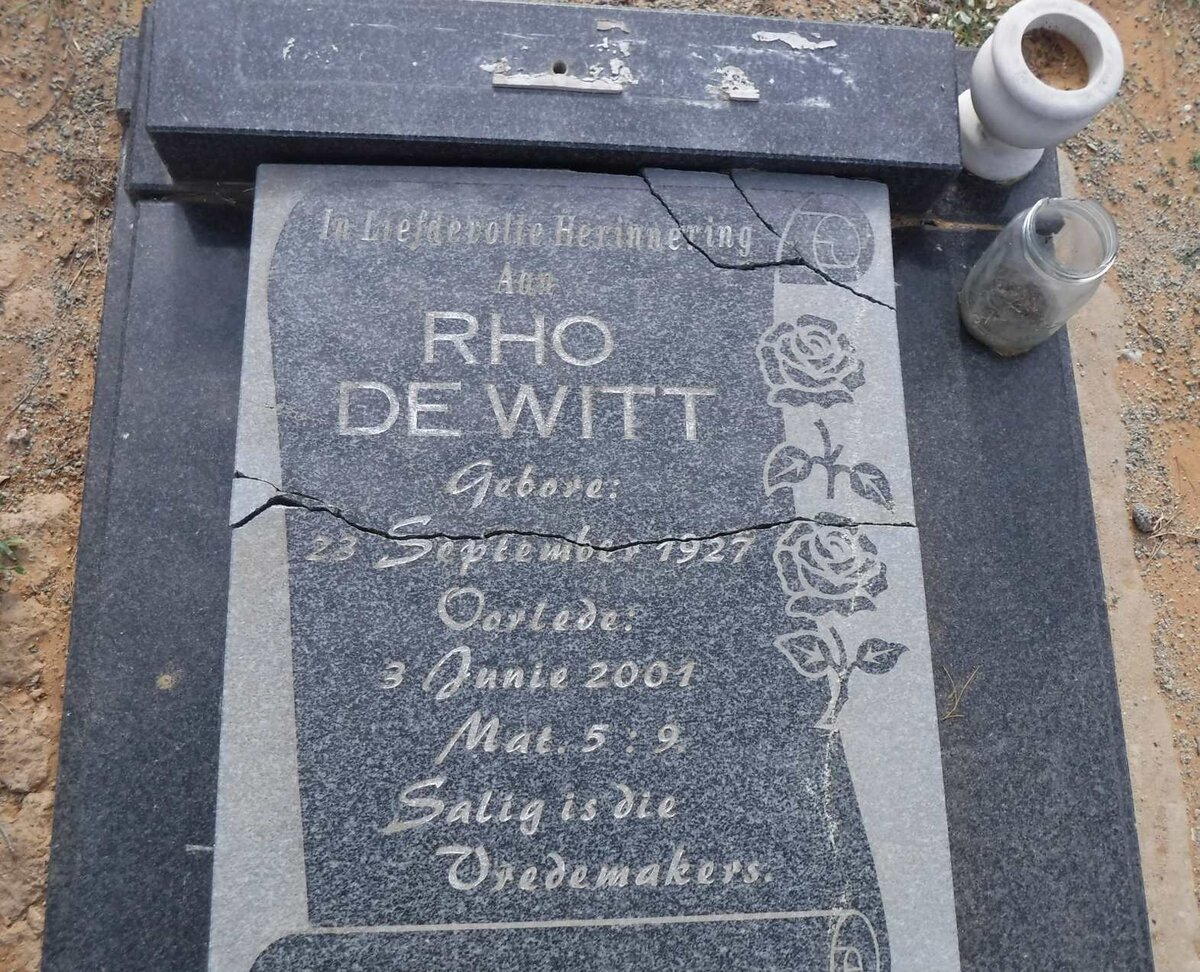 In Liefdevolle Herinnering
Aan
RHO
DE WITT
Gebore:
23 September 1927
Oorlede:
3 Junie 2001
Mat. 5 : 9.
Salig is die
Vredemakers.